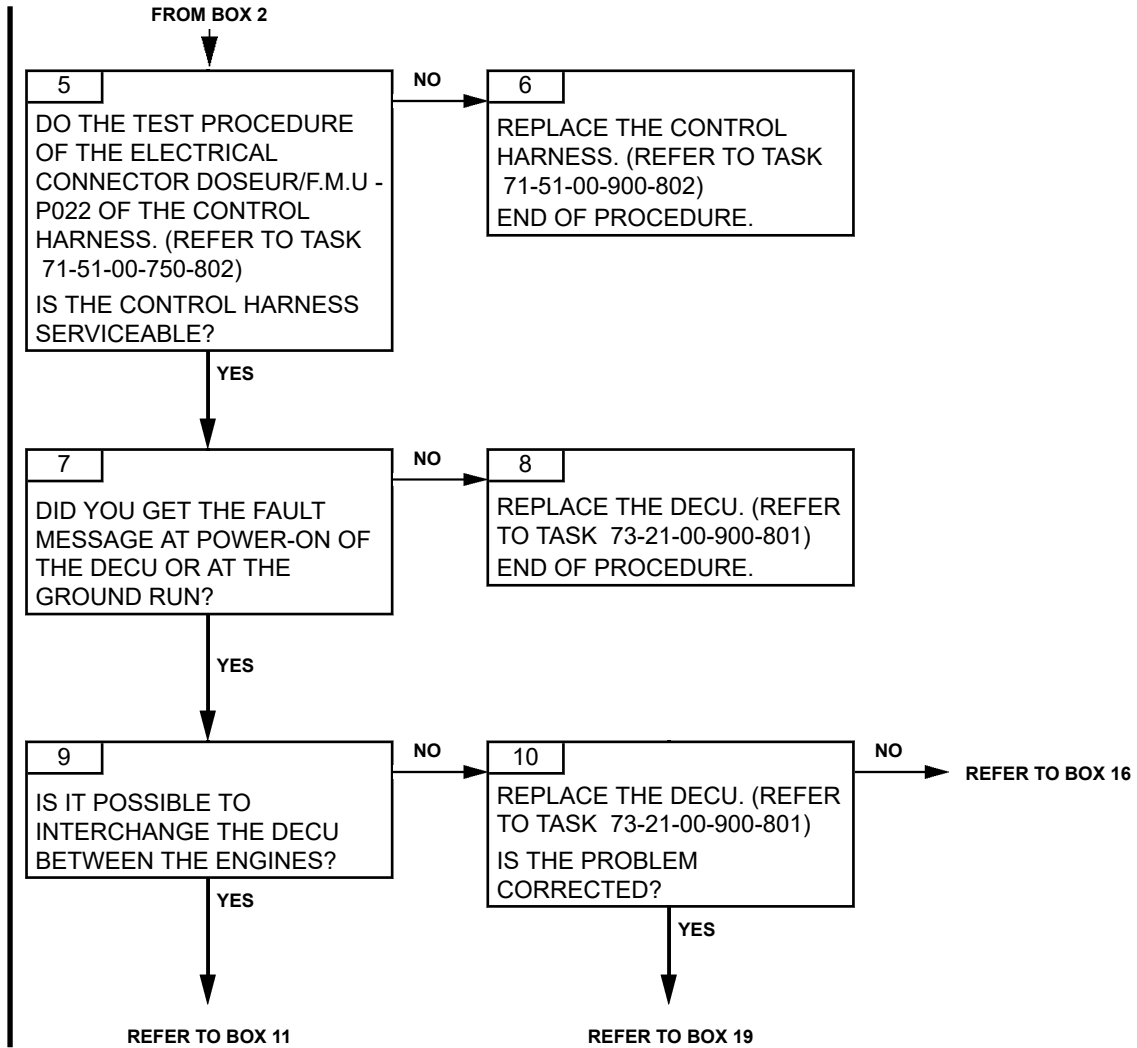 FROM BOX 2
5
DO THE TEST PROCEDURE
OF THE ELECTRICAL
CONNECTOR DOSEUR/F.M.U -
P022 OF THE CONTROL
HARNESS. (REFER TO TASK
71-51-00-750-802)
IS THE CONTROL HARNESS
SERVICEABLE?
NO
6
REPLACE THE CONTROL
HARNESS. (REFER TO TASK
71-51-00-900-802)
END OF PROCEDURE.
YES
7
DID YOU GET THE FAULT
MESSAGE AT POWER-ON OF
THE DECU OR AT THE
GROUND RUN?
NO
8
REPLACE THE DECU. (REFER
TO TASK 73-21-00-900-801)
END OF PROCEDURE.
YES
9
IS IT POSSIBLE TO
INTERCHANGE THE DECU
BETWEEN THE ENGINES?
NO
10
REPLACE THE DECU. (REFER
TO TASK 73-21-00-900-801)
IS THE PROBLEM
CORRECTED?
NO
REFER TO BOX 16
YES
YES
REFER TO BOX 11
REFER TO BOX 19